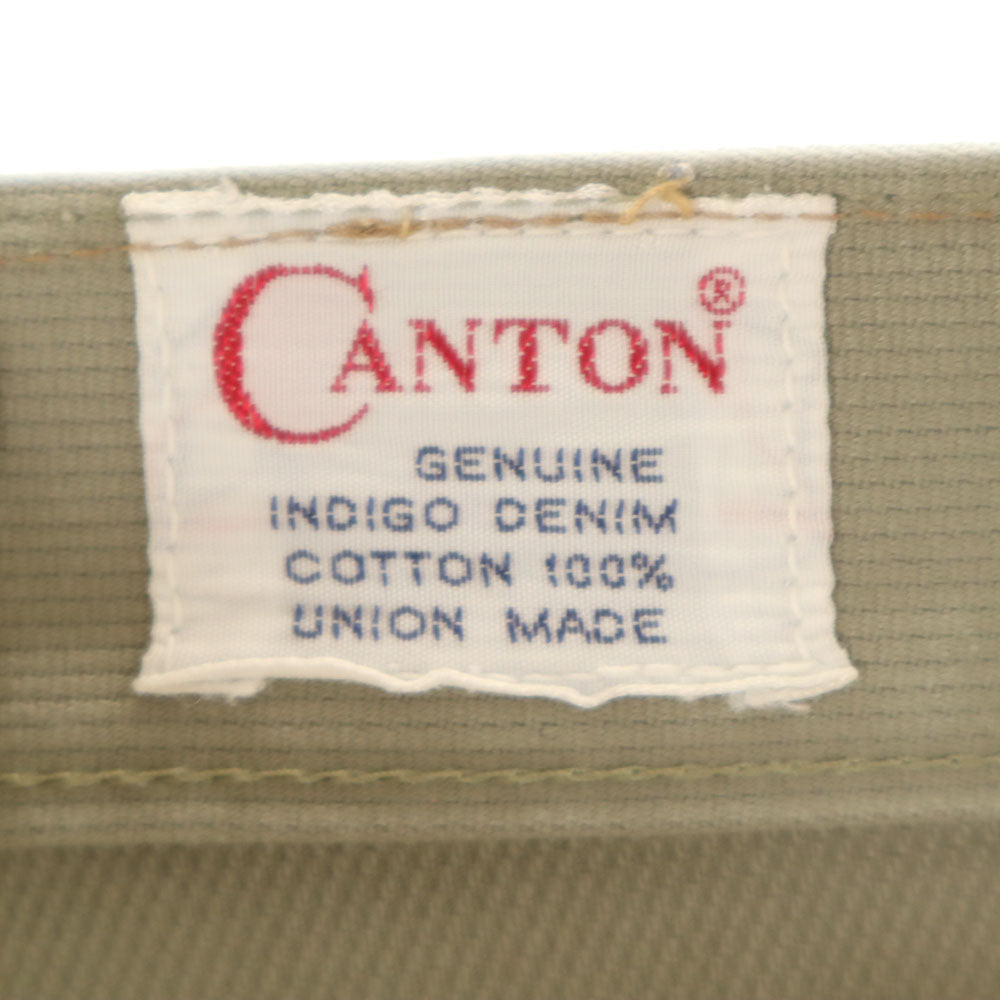 CANTON®
GENUINE
INDIGO DENIM
COTTON 100%
UNION MADE